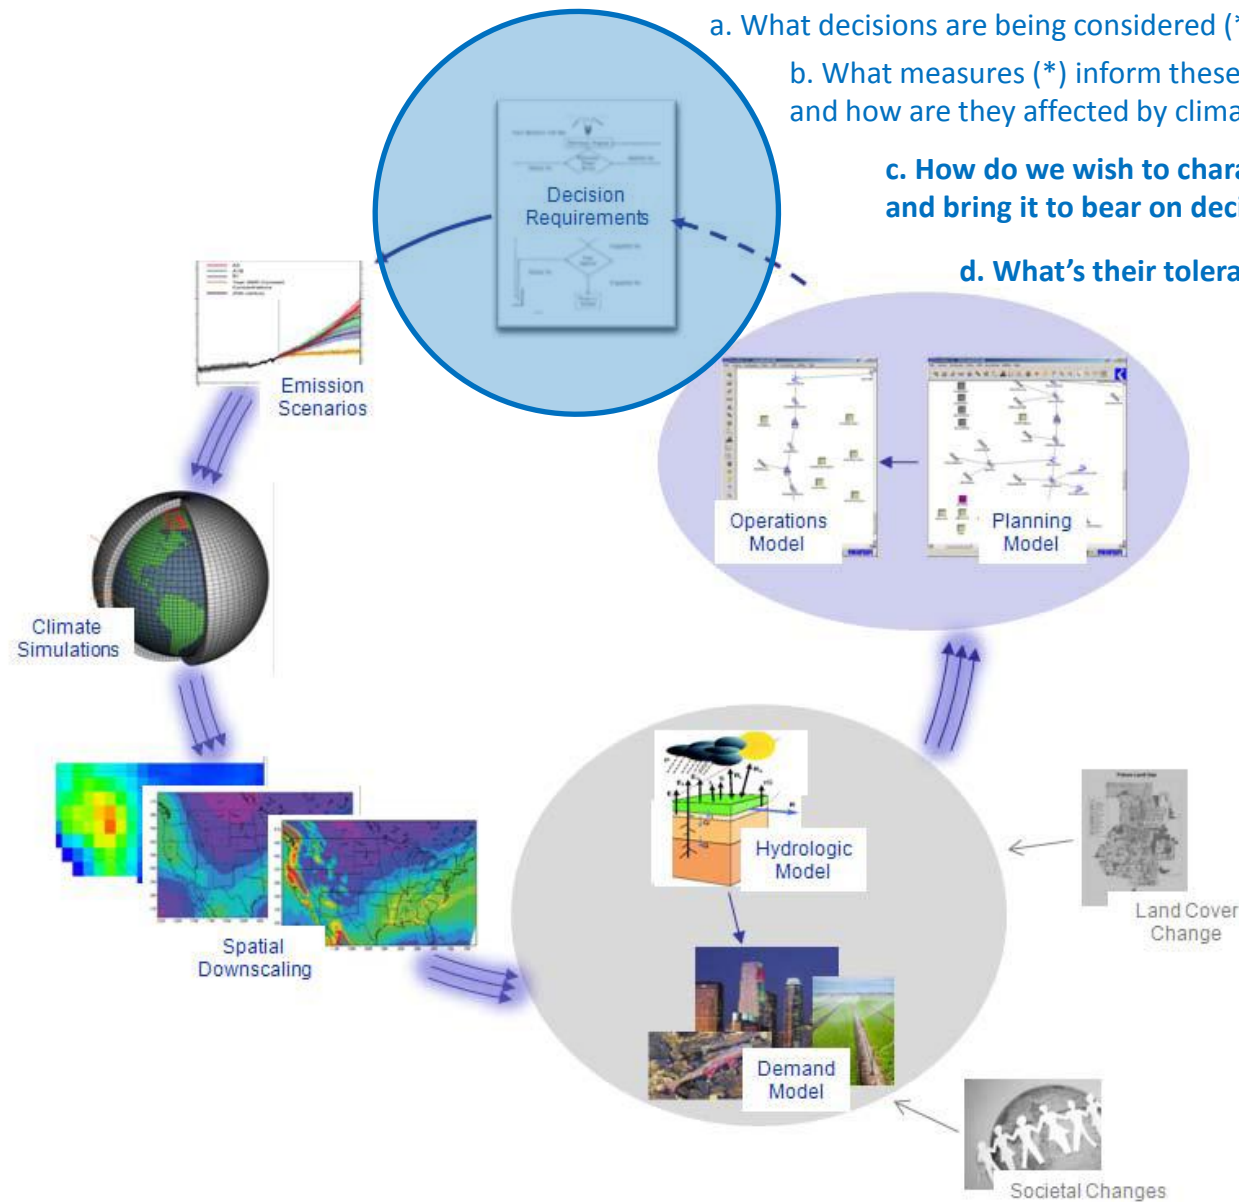 a. What decisions are being considered (*
b. What measures (*) inform these
and how are they affected by clima
c. How do we wish to chara
and bring it to bear on deci
d. What's their tolera
Decision
Requirements
Emission
Scenarios
Operations
Model
Planning
Model
Climate
Simulations
Hydrologic
Model
Spatial
Downscaling
Land Cover
Change
Demand
Model
Societal Changes